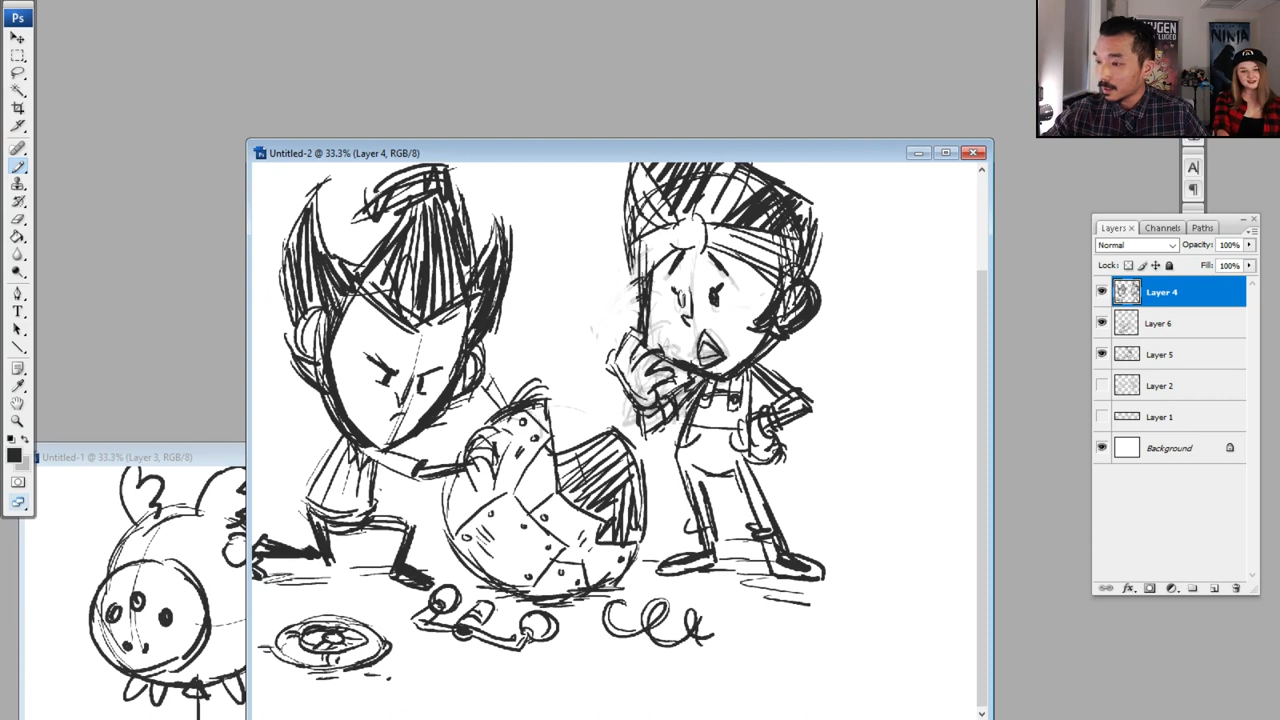 Ps
OXYGEN
INCLUDED
NINJA
Untitled-2 @ 33.3% (Layer 4, RGB/8)
Layers
Channels
Paths
Normal
Opacity: 100%
Lock:
Fill: 100%
Layer 4
Layer 6
Layer 5
Layer 2
Layer 1
Background
Untitled-1 @ 33.3% (Layer 3, RGB/8)
T
A